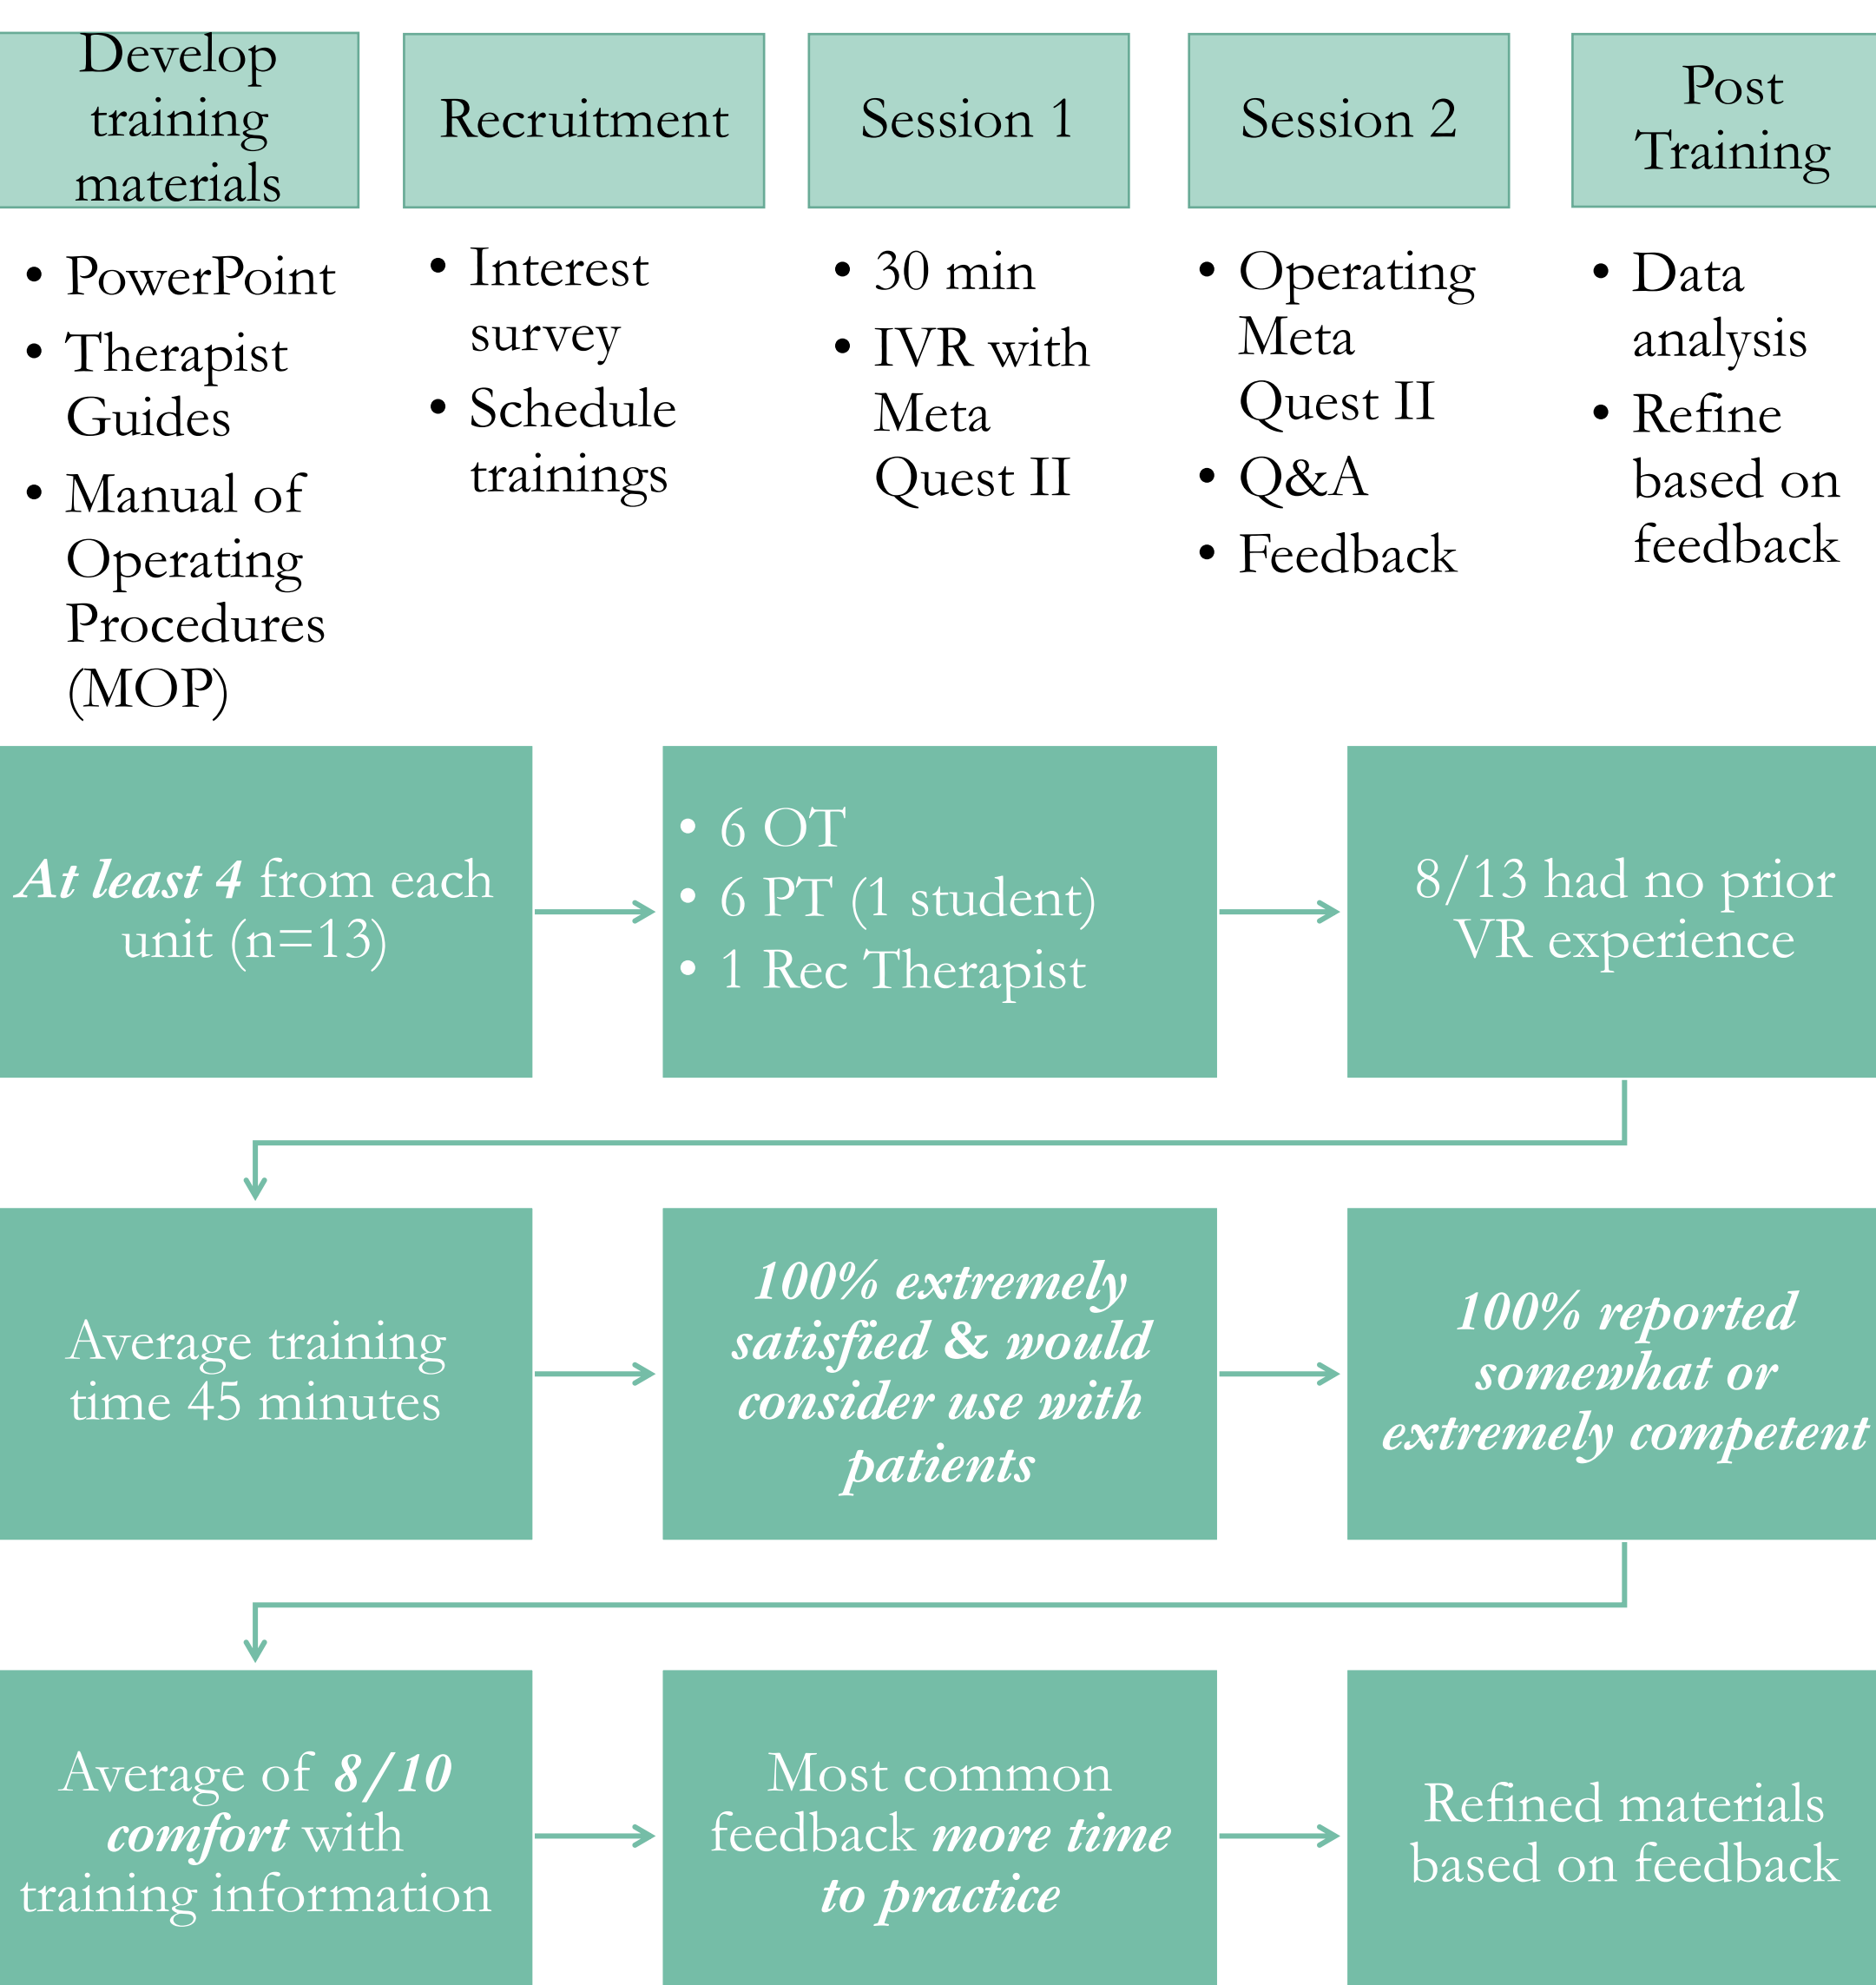 Develop
training
materials
• PowerPoint
• Therapist
Guides
• Manual of
Operating
Procedures
(MOP)
Recruitment
• Interest
survey
• Schedule
trainings
Session 1
• 30 min
• IVR with
Meta
Quest II
Session 2
• Operating
Meta
Quest II
• Q&A
• Feedback
Post
Training
• Data
analysis
• Refine
based on
feedback
At least 4 from each
unit (n=13)
• 6 OT
• 6 PT (1 student)
• 1 Rec Therapist
8/13 had no prior
VR experience
Average training
time 45 minutes
100% extremely
satisfied & would
consider use with
patients
100% reported
somewhat or
extremely competent
Average of 8/10
comfort with
training information
Most common
feedback more time
to practice
Refined materials
based on feedback